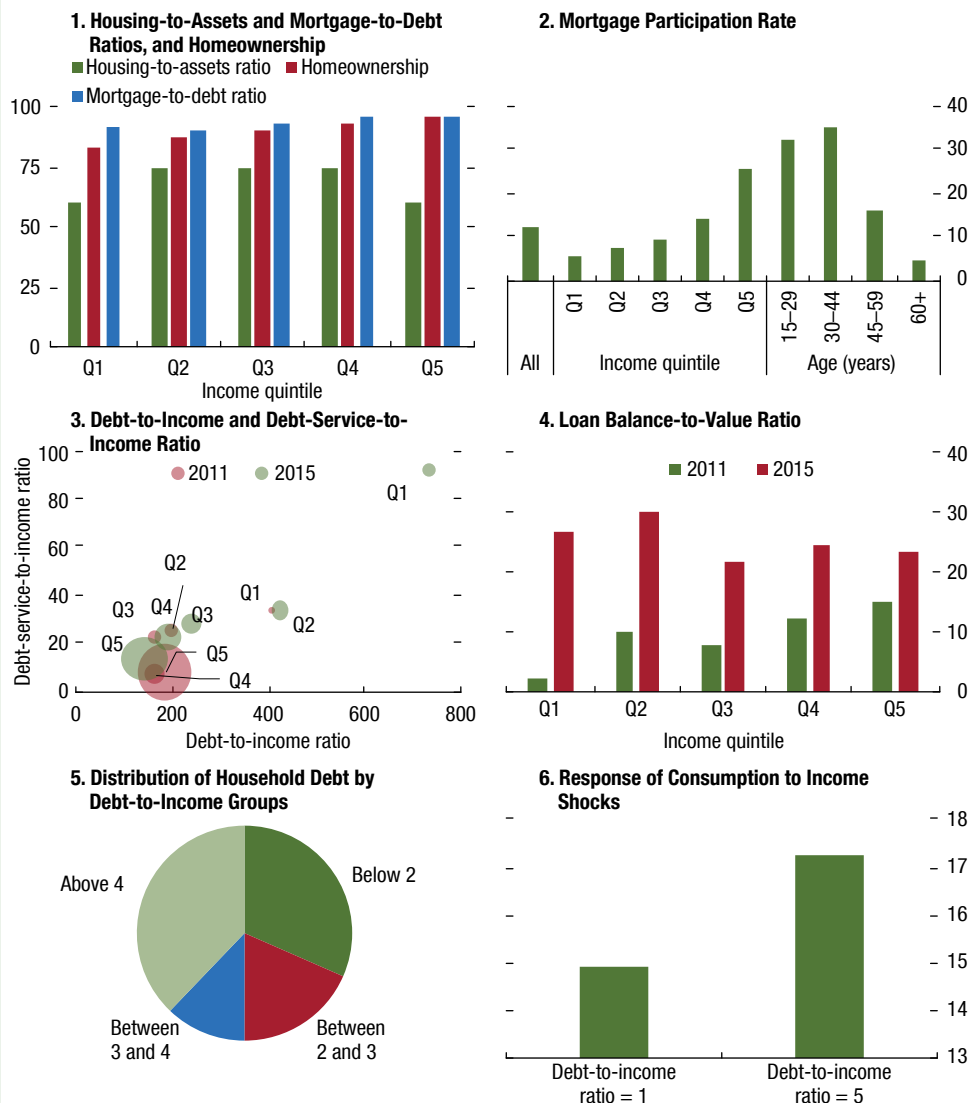 1. Housing-to-Assets and Mortgage-to-Debt
Ratios, and Homeownership
Housing-to-assets ratio
Homeownership
Mortgage-to-debt ratio
100
75
50
25
0
Q1
Q2
Q3
Q4
Q5
Income quintile
2. Mortgage Participation Rate
40
30
20
10
0
Q1
Q2
Q3
Q4
Q5
15–29
30–44
45–59
60+
All
Income quintile
Age (years)
3. Debt-to-Income and Debt-Service-to-
Income Ratio
Debt-service-to-income ratio
100
80
60
40
20
0
2011
2015
Q1
Q2
Q1
Q3
Q4
Q3
Q2
Q5
Q5
Q4
0
200
400
600
800
Debt-to-income ratio
4. Loan Balance-to-Value Ratio
2011
2015
40
30
20
10
0
Q1
Q2
Q3
Q4
Q5
Income quintile
5. Distribution of Household Debt by
Debt-to-Income Groups
Above 4
Below 2
Between
3 and 4
Between
2 and 3
6. Response of Consumption to Income
Shocks
18
17
16
15
14
13
Debt-to-income
ratio = 1
Debt-to-income
ratio = 5